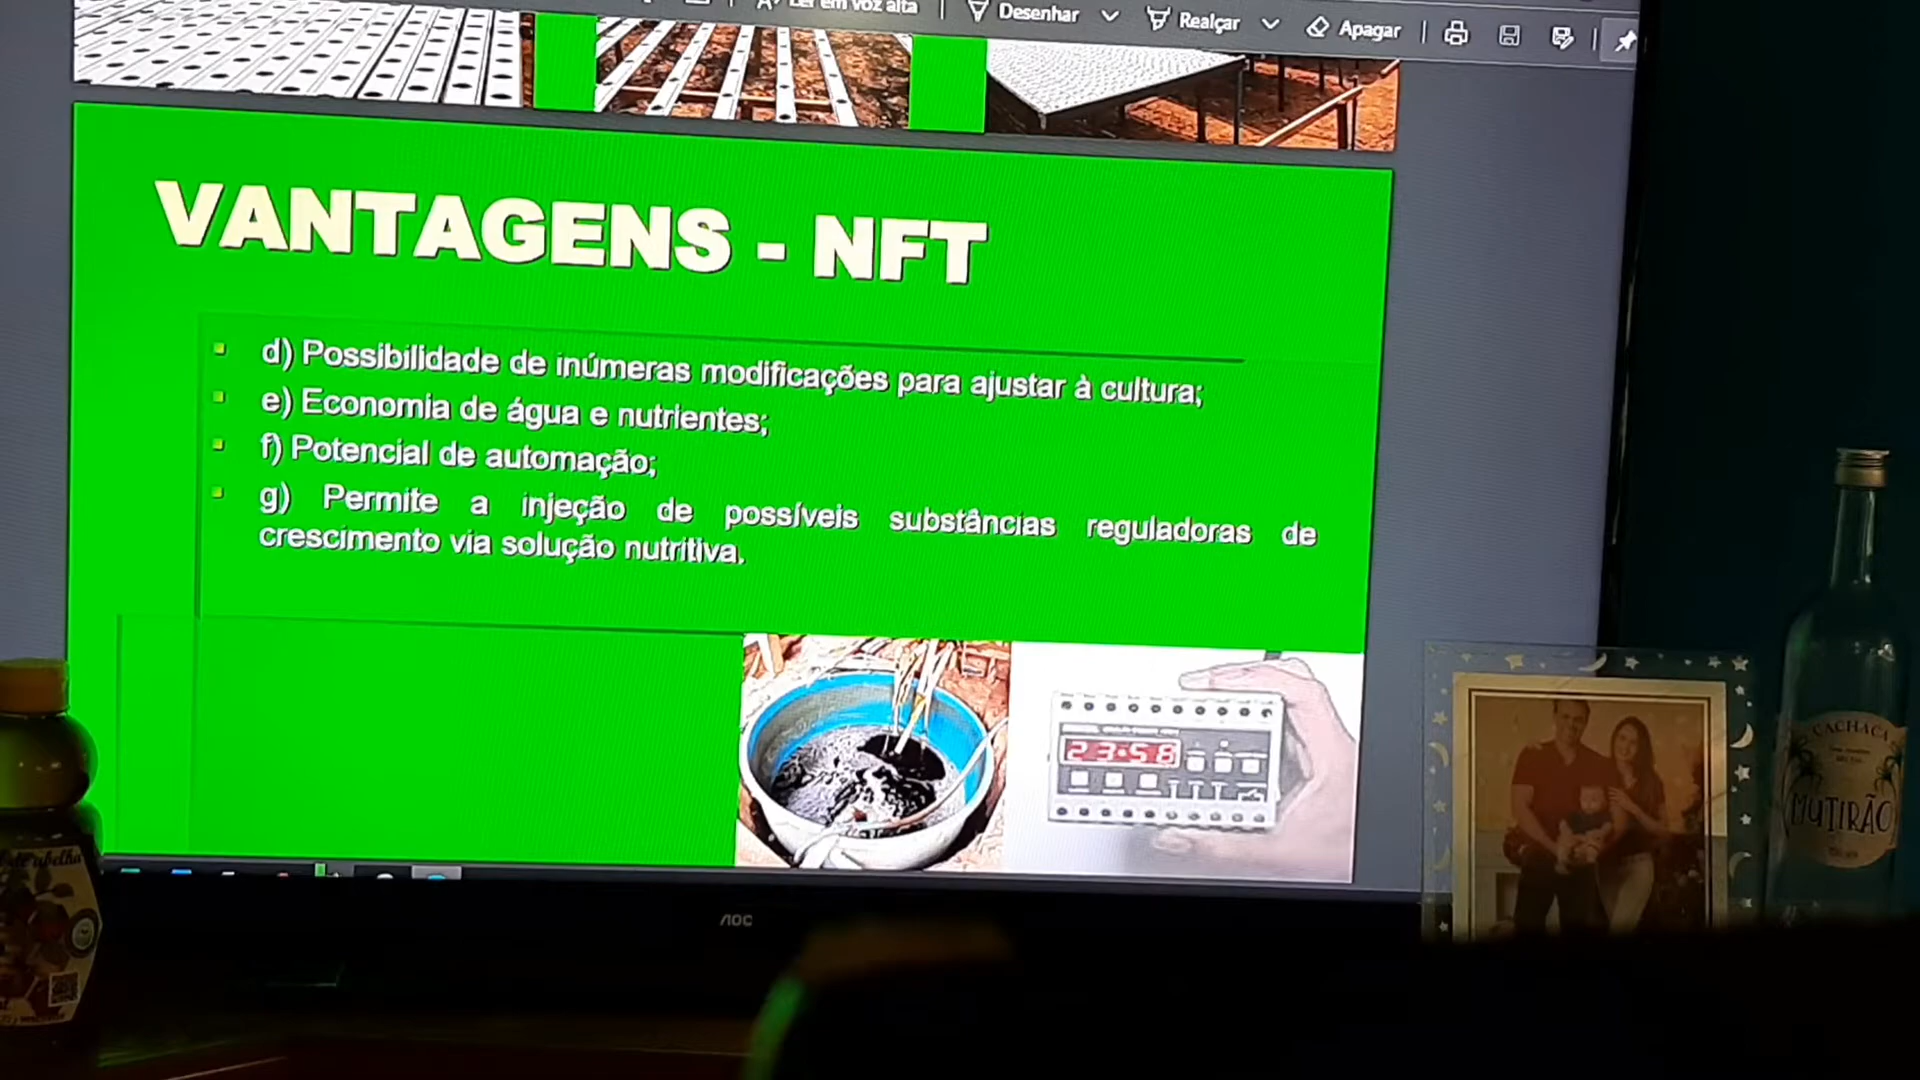 Ler em voz alta
Desenhar
Realçar
Apagar
VANTAGENS - NFT
d) Possibilidade de inúmeras modificações para ajustar à cultura;
e) Economia de água e nutrientes;
f) Potencial de automação;
g) Permite a injeção de possíveis substâncias reguladoras de
crescimento via solução nutritiva.
23:58
AOC
CACHAÇA
MUTIRÃO